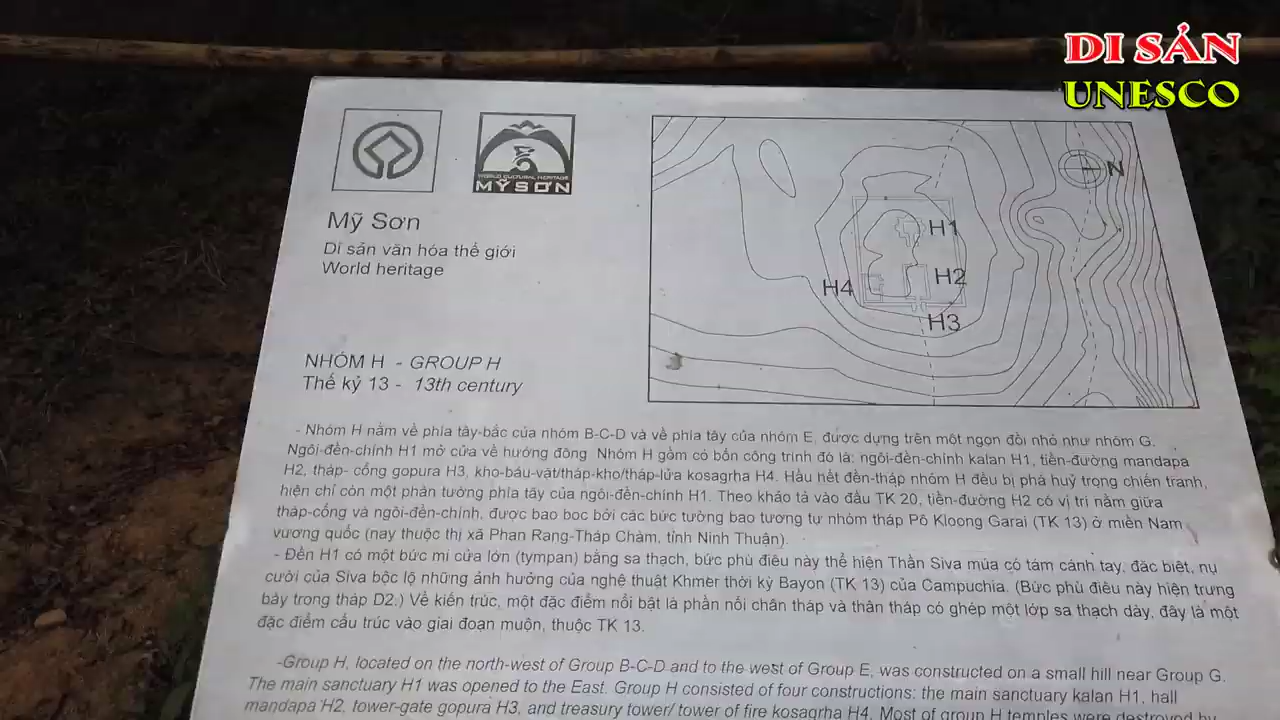 DI SẢN
UNESCO
WORLD CULTURAL HERITAGE
MỸ SƠN
Mỹ Sơn
Di sản văn hóa thế giới
World heritage
N
H1
H2
H4
H3
NHÓM H - GROUP H
Thế kỷ 13 - 13th century
- Nhóm H nằm về phía tây-bắc của nhóm B-C-D và về phía tây của nhóm E, được dựng trên một ngọn đồi nhỏ như nhóm G.
Ngôi-đền-chính H1 mở cửa về hướng đông Nhóm H gồm có bốn công trình đó là: ngôi-đền-chính kalan H1, tiền-đường mandapa
H2, tháp- cổng gopura H3, kho-báu-vật/tháp-kho/tháp-lửa kosagrha H4. Hầu hết đền-tháp nhóm H đều bị phá huỷ trong chiến tranh,
hiện chỉ còn một phần tường phía tây của ngôi-đền-chính H1. Theo khảo tả vào đầu TK 20, tiền-đường H2 có vị trí nằm giữa
tháp-cổng và ngôi-đền-chính, được bao bọc bởi các bức tường bao tương tự nhóm tháp Pô Kloong Garai (TK 13) ở miền Nam
vương quốc (nay thuộc thị xã Phan Rang-Tháp Chàm, tỉnh Ninh Thuận).
- Đền H1 có một bức mi cửa lớn (tympan) bằng sa thạch, bức phù điêu này thể hiện Thần Siva múa có tám cánh tay, đặc biệt, nụ
cười của Siva bộc lộ những ảnh hưởng của nghệ thuật Khmer thời kỳ Bayon (TK 13) của Campuchia. (Bức phù điêu này hiện trưng
bày trong tháp D2.) Về kiến trúc, một đặc điểm nổi bật là phần nối chân tháp và thân tháp có ghép một lớp sa thạch dày, đây là một
đặc điểm cấu trúc vào giai đoạn muộn, thuộc TK 13.
-Group H, located on the north-west of Group B-C-D and to the west of Group E, was constructed on a small hill near Group G.
The main sanctuary H1 was opened to the East. Group H consisted of four constructions: the main sanctuary kalan H1, hall
mandapa H2, tower-gate gopura H3, and treasury tower/ tower of fire kosagrha H4. Most of group H temples were destroyed by